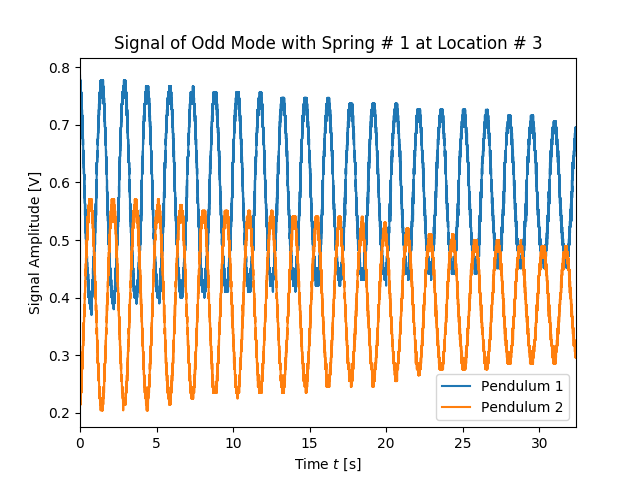 Signal of Odd Mode with Spring # 1 at Location # 3
Signal Amplitude [V]
0.8
0.7
0.6
0.5
0.4
0.3
0.2
0 5 10 15 20 25 30
Time t [s]
Pendulum 1
Pendulum 2